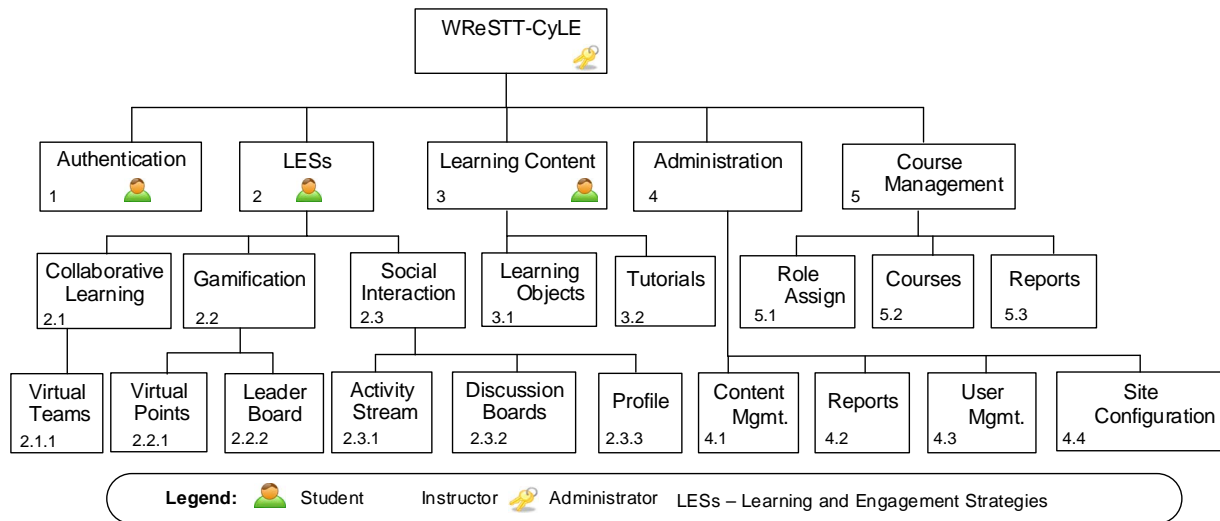 WReSTT-CyLE
Authentication
1
LESs
2
Learning Content
3
Administration
4
Course
Management
5
Collaborative
Learning
2.1
Gamification
2.2
Social
Interaction
2.3
Learning
Objects
3.1
Tutorials
3.2
Role
Assign
5.1
Courses
5.2
Reports
5.3
Virtual
Teams
2.1.1
Virtual
Points
2.2.1
Leader
Board
2.2.2
Activity
Stream
2.3.1
Discussion
Boards
2.3.2
Profile
2.3.3
Content
Mgmt.
4.1
Reports
4.2
User
Mgmt.
4.3
Site
Configuration
4.4
Legend: Student Instructor Administrator LESs – Learning and Engagement Strategies